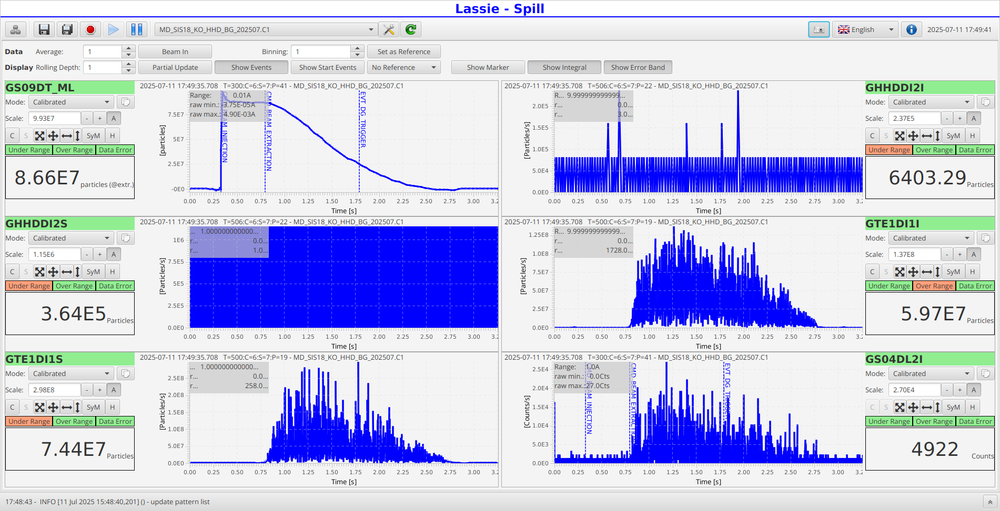 Lassie - Spill
MD_SIS18_KO_HHD_BG_202507.C1
English
2025-07-11 17:49:41
Data Average: 1 Beam In Binning: 1 Set as Reference
Display Rolling Depth: 1 Partial Update Show Events Show Start Events No Reference Show Marker Show Integral Show Error Band
GS09DT_ML
Mode: Calibrated
Scale: 9.93E7 - + A
C S SyM H
Under Range Over Range Data Error
8.66E7 particles (@extr.)
2025-07-11 17:49:35.708 T=300:C=6:S=7:P=41 - MD_SIS18_KO_HHD_BG_202507.C1
Range: 0.01A
raw min.: -3.75E-05A
raw max.: 4.90E-03A
CMD_BEAM_INJECTION
CMD_BEAM_EXTRACTION
EVT_DG_TRIGGER
[particles]
7.5E7
5E7
2.5E7
-0E0
0.00 0.25 0.50 0.75 1.00 1.25 1.50 1.75 2.00 2.25 2.50 2.75 3.00 3.2
Time [s]
2025-07-11 17:49:35.708 T=506:C=6:S=7:P=22 - MD_SIS18_KO_HHD_BG_202507.C1
R... 9.999999999999...
r... 0.0...
r... 3.0...
[Particles/s]
2.0E5
1.5E5
1.0E5
5.0E4
0.0E0
0.00 0.25 0.50 0.75 1.00 1.25 1.50 1.75 2.00 2.25 2.50 2.75 3.00 3.2
Time [s]
GHHDDI2I
Mode: Calibrated
Scale: 2.37E5 - + A
C S SyM H
Under Range Over Range Data Error
6403.29 Particles
GHHDDI2S
Mode: Calibrated
Scale: 1.15E6 - + A
C S SyM H
Under Range Over Range Data Error
3.64E5 Particles
2025-07-11 17:49:35.708 T=506:C=6:S=7:P=22 - MD_SIS18_KO_HHD_BG_202507.C1
... 1.000000000000...
r... 0.0...
r... 1.0...
[Particles/s]
1E6
7.5E5
5E5
2.5E5
0.0E0
0.00 0.25 0.50 0.75 1.00 1.25 1.50 1.75 2.00 2.25 2.50 2.75 3.00 3.2
Time [s]
2025-07-11 17:49:35.708 T=500:C=6:S=7:P=19 - MD_SIS18_KO_HHD_BG_202507.C1
R... 9.999999999999...
r... 0.0...
r... 1728.0...
[Particles/s]
1.25E8
1.0E8
7.5E7
5.0E7
2.5E7
0.0E0
0.00 0.25 0.50 0.75 1.00 1.25 1.50 1.75 2.00 2.25 2.50 2.75 3.00 3.2
Time [s]
GTE1DI1I
Mode: Calibrated
Scale: 1.37E8 - + A
C S SyM H
Under Range Over Range Data Error
5.97E7 Particles
GTE1DI1S
Mode: Calibrated
Scale: 2.98E8 - + A
C S SyM H
Under Range Over Range Data Error
7.44E7 Particles
2025-07-11 17:49:35.708 T=500:C=6:S=7:P=19 - MD_SIS18_KO_HHD_BG_202507.C1
... 1.000000000000...
r... 0.0...
r... 258.0...
[Particles/s]
2.5E8
2.0E8
1.5E8
1.0E8
5.0E7
0.0E0
0.00 0.25 0.50 0.75 1.00 1.25 1.50 1.75 2.00 2.25 2.50 2.75 3.00 3.2
Time [s]
2025-07-11 17:49:35.708 T=300:C=6:S=7:P=41 - MD_SIS18_KO_HHD_BG_202507.C1
Range: 1.0A
raw min.: 0.0Cts
raw max.: 27.0Cts
CMD_BEAM_INJECTION
CMD_BEAM_EXTRACTION
EVT_DG_TRIGGER
[Counts/s]
2.5E4
2.0E4
1.5E4
1.0E4
5.0E3
0.0E0
0.00 0.25 0.50 0.75 1.00 1.25 1.50 1.75 2.00 2.25 2.50 2.75 3.00 3.2
Time [s]
GS04DL2I
Mode: Calibrated
Scale: 2.70E4 - + A
C S SyM H
Under Range Over Range Data Error
4922 Counts
17:48:43 - INFO [11 Jul 2025 15:48:40,201] () - update pattern list